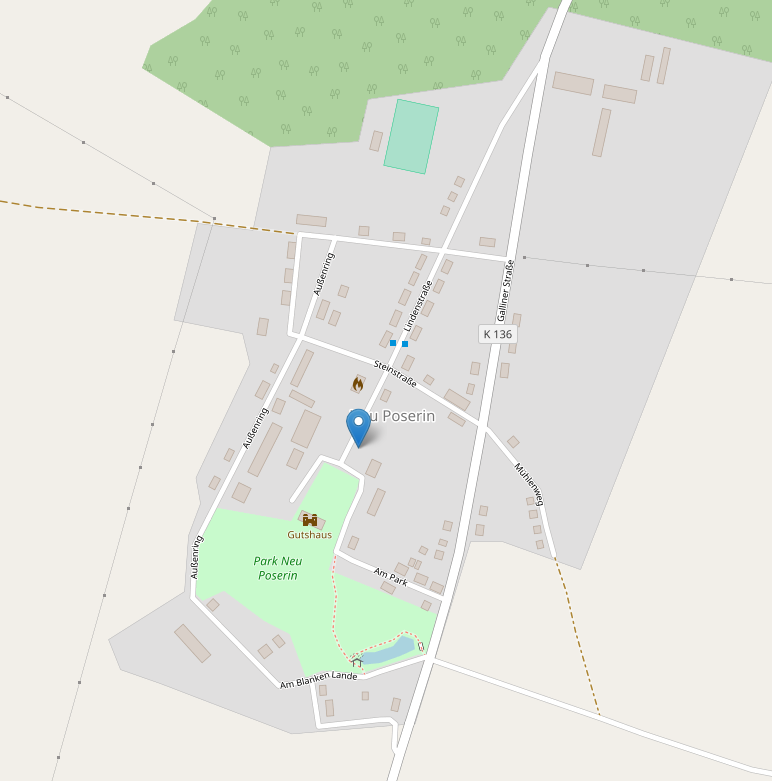 Außenring
Galliner Straße
Lindenstraße
K 136
Steinstraße
u Poserin
Außenring
Mühlenweg
Gutshaus
Außenring
Park Neu
Poserin
Am Park
Am Blanken Lande